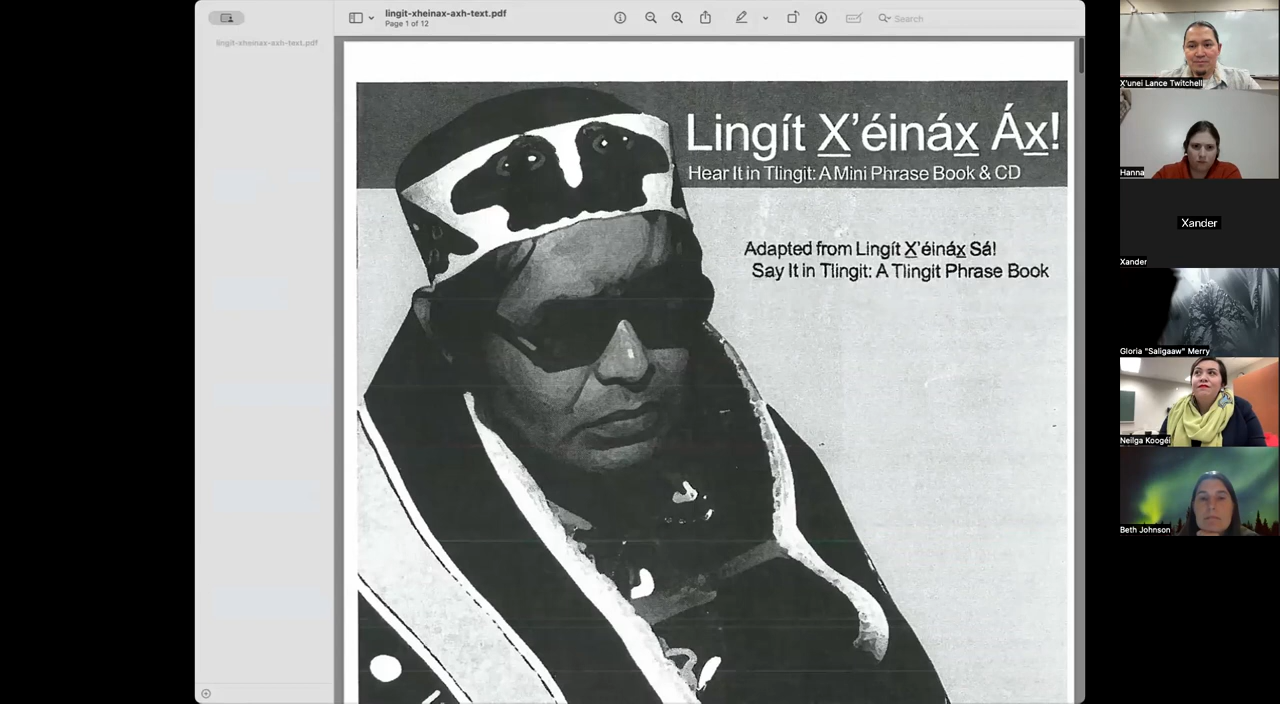 lingit-xheinax-axh-text.pdf
lingit-xheinax-axh-text.pdf
Page 1 of 12
Search
Lingít X̲’éináx̲ Áx̲!
Hear It in Tlingit: A Mini Phrase Book & CD
Adapted from Lingít X̲’éináx̲ Sá!
Say It in Tlingit: A Tlingit Phrase Book
X'unei Lance Twitchell
Hanna
Xander
Xander
Gloria "Saligaaw" Merry
Neilga Koogéi
Beth Johnson